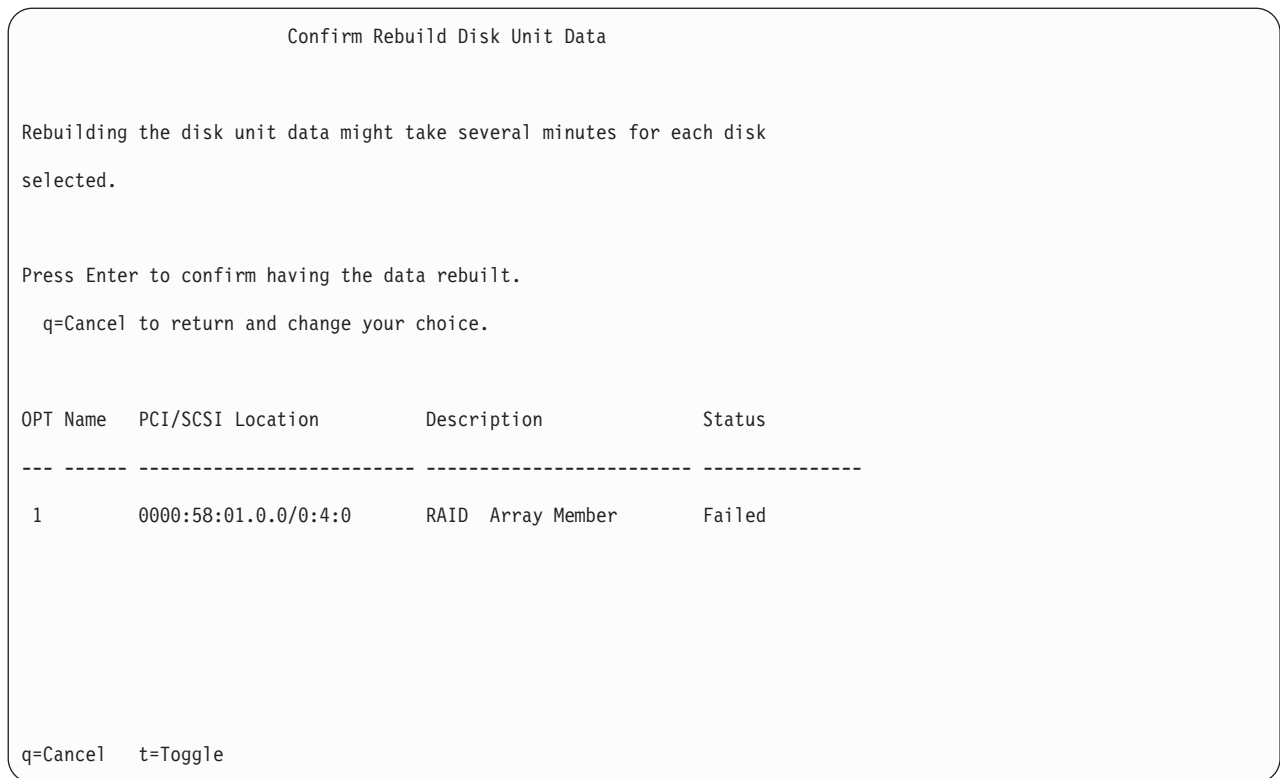 Confirm Rebuild Disk Unit Data
Rebuilding the disk unit data might take several minutes for each disk
selected.
Press Enter to confirm having the data rebuilt.
q=Cancel to return and change your choice.
OPT Name   PCI/SCSI Location          Description               Status
--- ------ -------------------------- ------------------------- ---------------
1         0000:58:01.0.0/0:4:0       RAID  Array Member        Failed
q=Cancel   t=Toggle